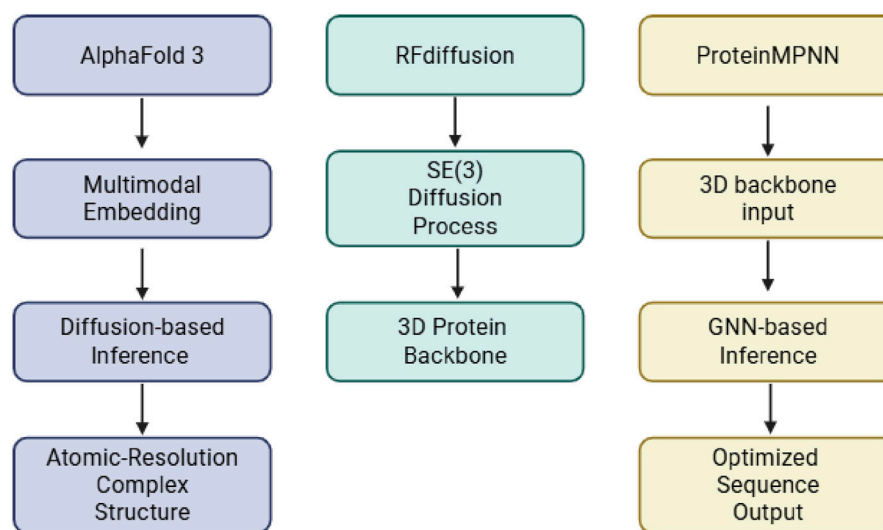 AlphaFold 3
Multimodal
Embedding
Diffusion-based
Inference
Atomic-Resolution
Complex
Structure
RFdiffusion
SE(3)
Diffusion
Process
3D Protein
Backbone
ProteinMPNN
3D backbone
input
GNN-based
Inference
Optimized
Sequence
Output